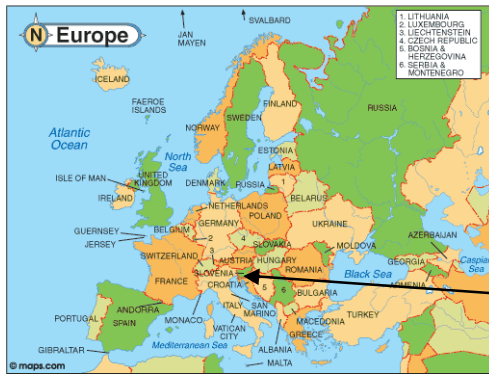 N Europe
SVALBARD
JAN
MAYEN
1. LITHUANIA
2. LUXEMBOURG
3. LIECHTENSTEIN
4. CZECH REPUBLIC
5. BOSNIA &
HERZEGOVINA
6. SERBIA &
MONTENEGRO
ICELAND
FAEROE
ISLANDS
FINLAND
RUSSIA
NORWAY
SWEDEN
Atlantic
Ocean
North
Sea
ESTONIA
LATVIA
ISLE OF MAN
UNITED
KINGDOM
DENMARK
RUSSIA
1
IRELAND
NETHERLANDS
BELARUS
POLAND
GUERNSEY
JERSEY
BELGIUM
GERMANY
2
4
UKRAINE
SLOVAKIA
MOLDOVA
AZERBAIJAN
SWITZERLAND
3
AUSTRIA
HUNGARY
GEORGIA
Caspian
Sea
SLOVENIA
ROMANIA
Black Sea
ARMENIA
FRANCE
CROATIA
5
6
BULGARIA
ANDORRA
ITALY
SAN
MARINO
PORTUGAL
SPAIN
MONACO
VATICAN
CITY
MACEDONIA
TURKEY
GREECE
Mediterranean Sea
ALBANIA
GIBRALTAR
MALTA
© maps.com